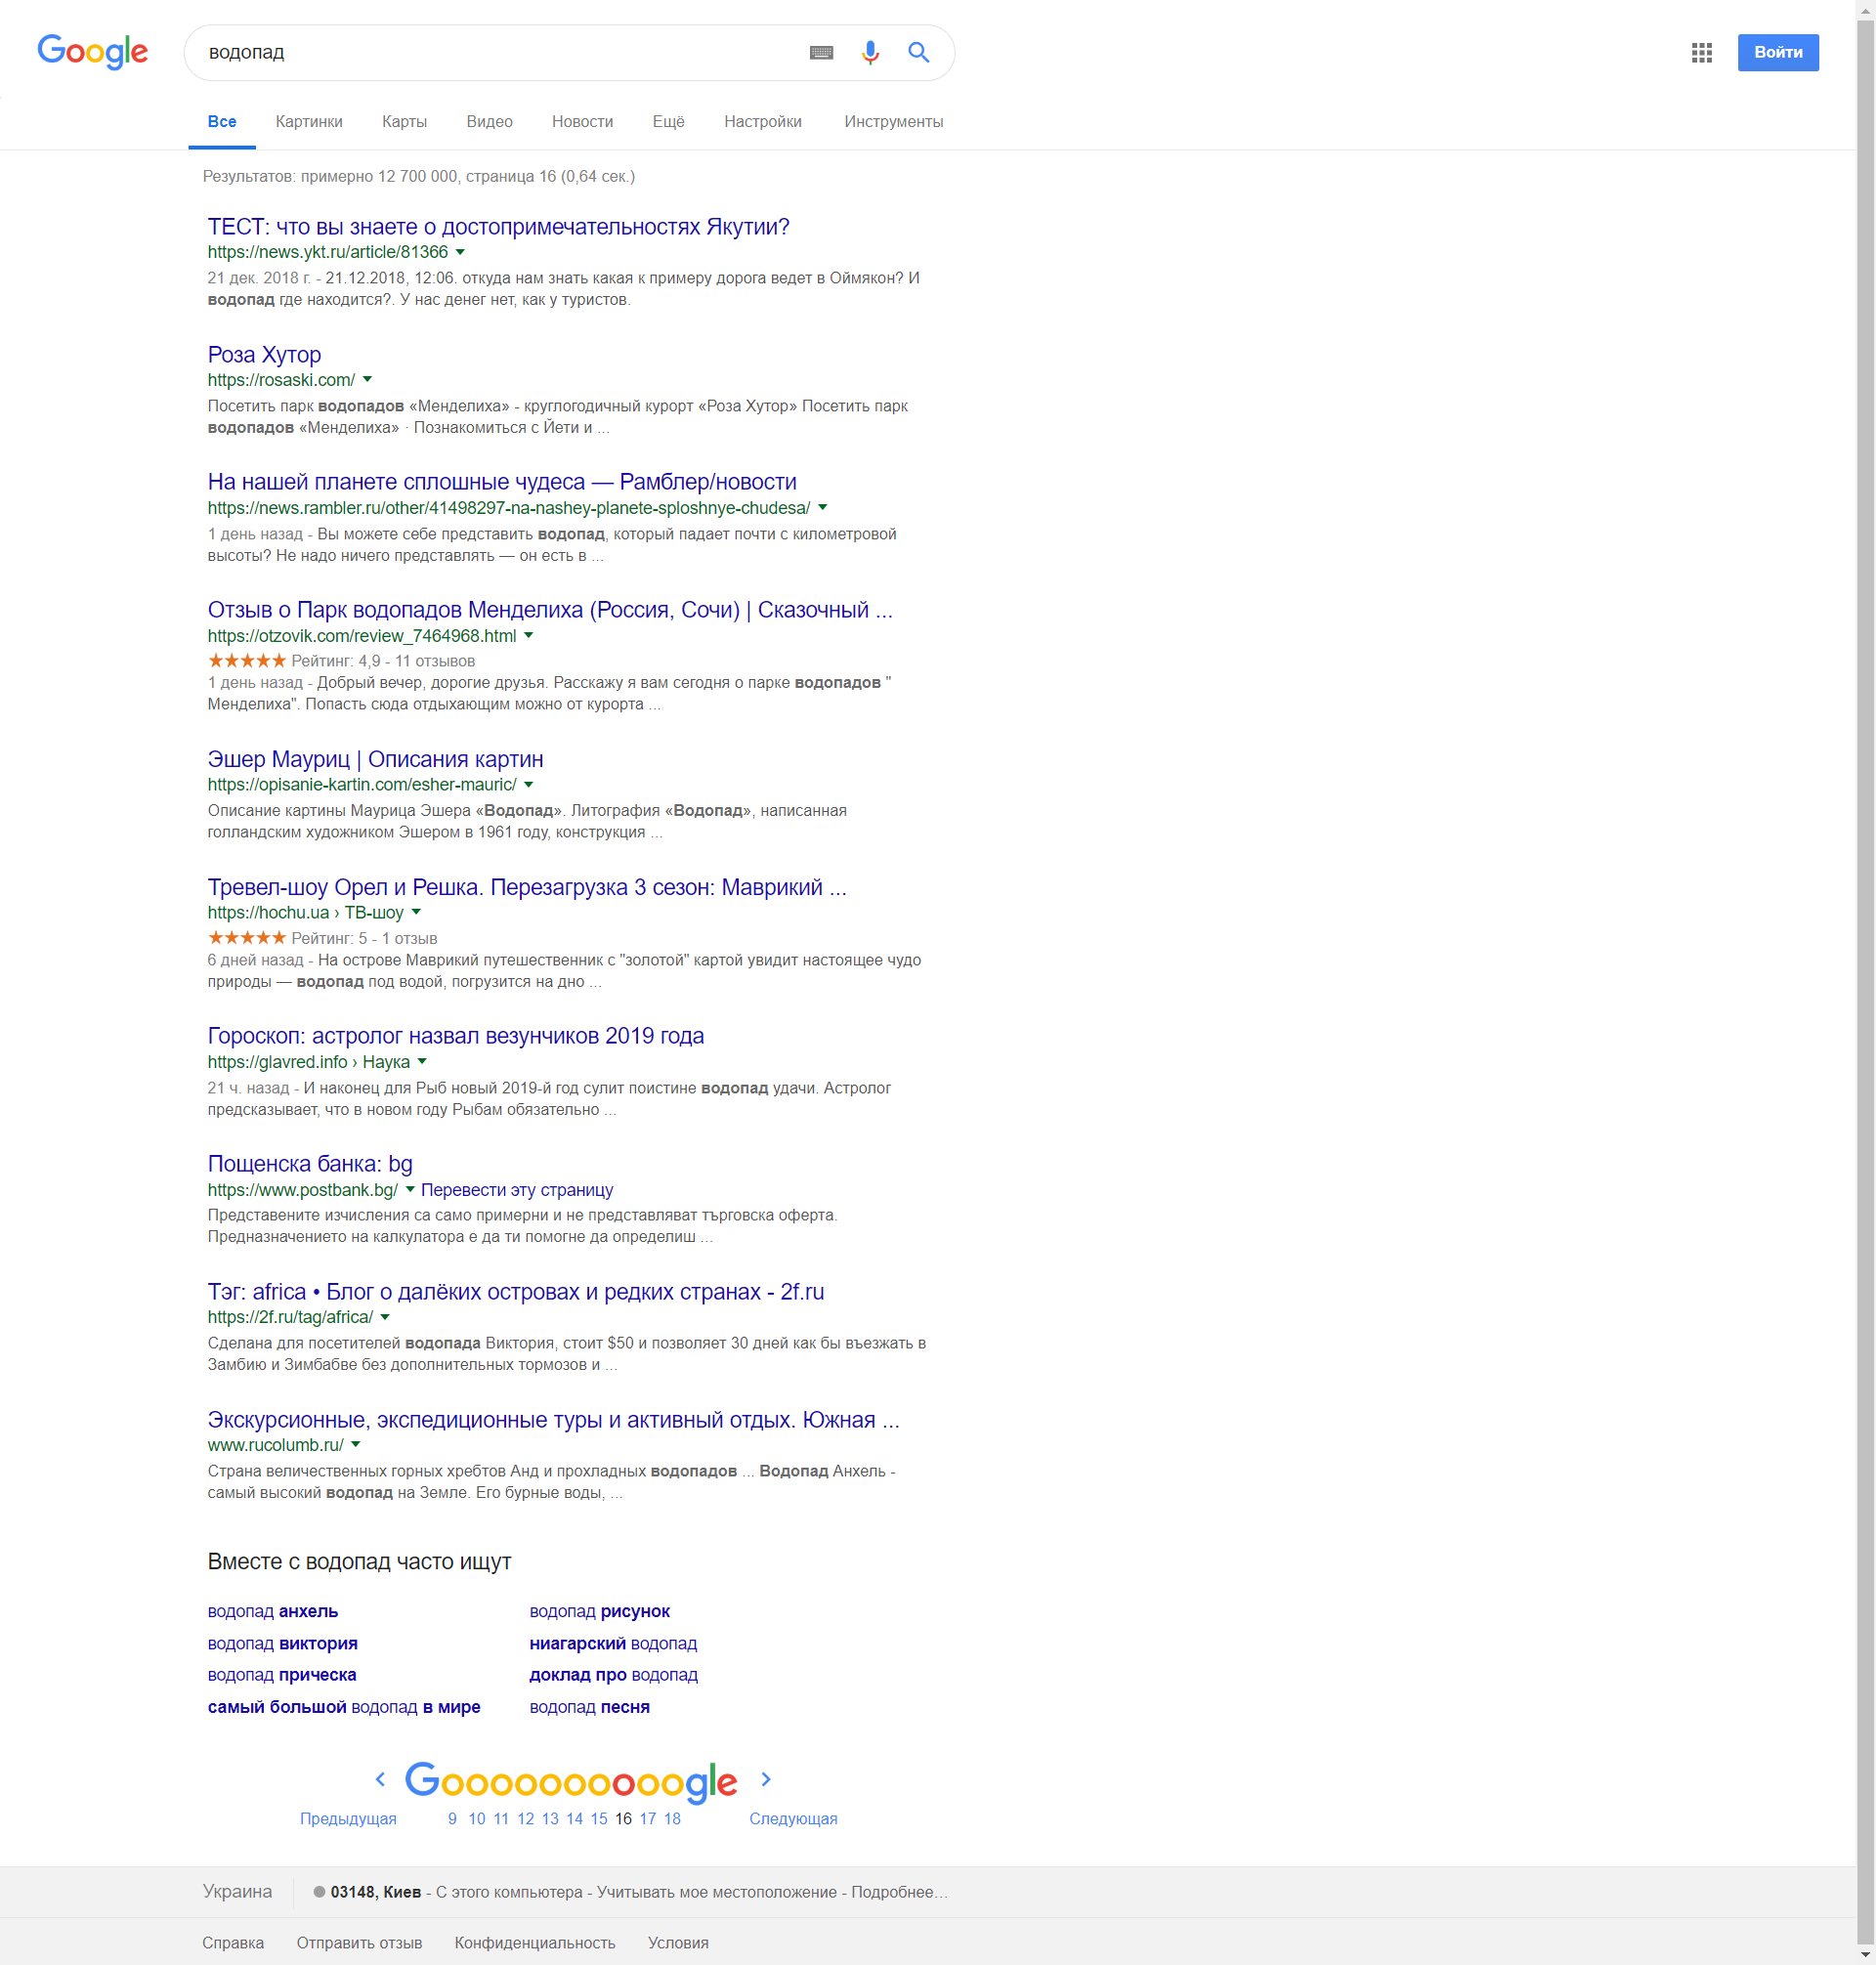 Google
водопад
Войти
Все Картинки Карты Видео Новости Ещё Настройки Инструменты
Результатов: примерно 12 700 000, страница 16 (0,64 сек.)
ТЕСТ: что вы знаете о достопримечательностях Якутии?
https://news.ykt.ru/article/81366
21 дек. 2018 г. - 21.12.2018, 12:06. откуда нам знать какая к примеру дорога ведет в Оймякон? И
водопад где находится?. У нас денег нет, как у туристов.
Роза Хутор
https://rosaski.com/
Посетить парк водопадов «Менделиха» - круглогодичный курорт «Роза Хутор» Посетить парк
водопадов «Менделиха» · Познакомиться с Йети и ...
На нашей планете сплошные чудеса — Рамблер/новости
https://news.rambler.ru/other/41498297-na-nashey-planete-sploshnye-chudesa/
1 день назад - Вы можете себе представить водопад, который падает почти с километровой
высоты? Не надо ничего представлять — он есть в ...
Отзыв о Парк водопадов Менделиха (Россия, Сочи) | Сказочный ...
https://otzovik.com/review_7464968.html
★★★★★ Рейтинг: 4,9 - 11 отзывов
1 день назад - Добрый вечер, дорогие друзья. Расскажу я вам сегодня о парке водопадов "
Менделиха". Попасть сюда отдыхающим можно от курорта ...
Эшер Мауриц | Описания картин
https://opisanie-kartin.com/esher-mauric/
Описание картины Маурица Эшера «Водопад». Литография «Водопад», написанная
голландским художником Эшером в 1961 году, конструкция ...
Тревел-шоу Орел и Решка. Перезагрузка 3 сезон: Маврикий ...
https://hochu.ua › ТВ-шоу
★★★★★ Рейтинг: 5 - 1 отзыв
6 дней назад - На острове Маврикий путешественник с "золотой" картой увидит настоящее чудо
природы — водопад под водой, погрузится на дно ...
Гороскоп: астролог назвал везунчиков 2019 года
https://glavred.info › Наука
21 ч. назад - И наконец для Рыб новый 2019-й год сулит поистине водопад удачи. Астролог
предсказывает, что в новом году Рыбам обязательно ...
Пощенска банка: bg
https://www.postbank.bg/ Перевести эту страницу
Представените изчисления са само примерни и не представляват търговска оферта.
Предназначението на калкулатора е да ти помогне да определиш ...
Тэг: africa • Блог о далёких островах и редких странах - 2f.ru
https://2f.ru/tag/africa/
Сделана для посетителей водопада Виктория, стоит $50 и позволяет 30 дней как бы въезжать в
Замбию и Зимбабве без дополнительных тормозов и ...
Экскурсионные, экспедиционные туры и активный отдых. Южная ...
www.rucolumb.ru/
Страна величественных горных хребтов Анд и прохладных водопадов ... Водопад Анхель -
самый высокий водопад на Земле. Его бурные воды, ...
Вместе с водопад часто ищут
водопад анхель водопад рисунок
водопад виктория ниагарский водопад
водопад прическа доклад про водопад
самый большой водопад в мире водопад песня
Goooooooooogle
Предыдущая 9 10 11 12 13 14 15 16 17 18 Следующая
Украина 03148, Киев - С этого компьютера - Учитывать мое местоположение - Подробнее…
Справка Отправить отзыв Конфиденциальность Условия